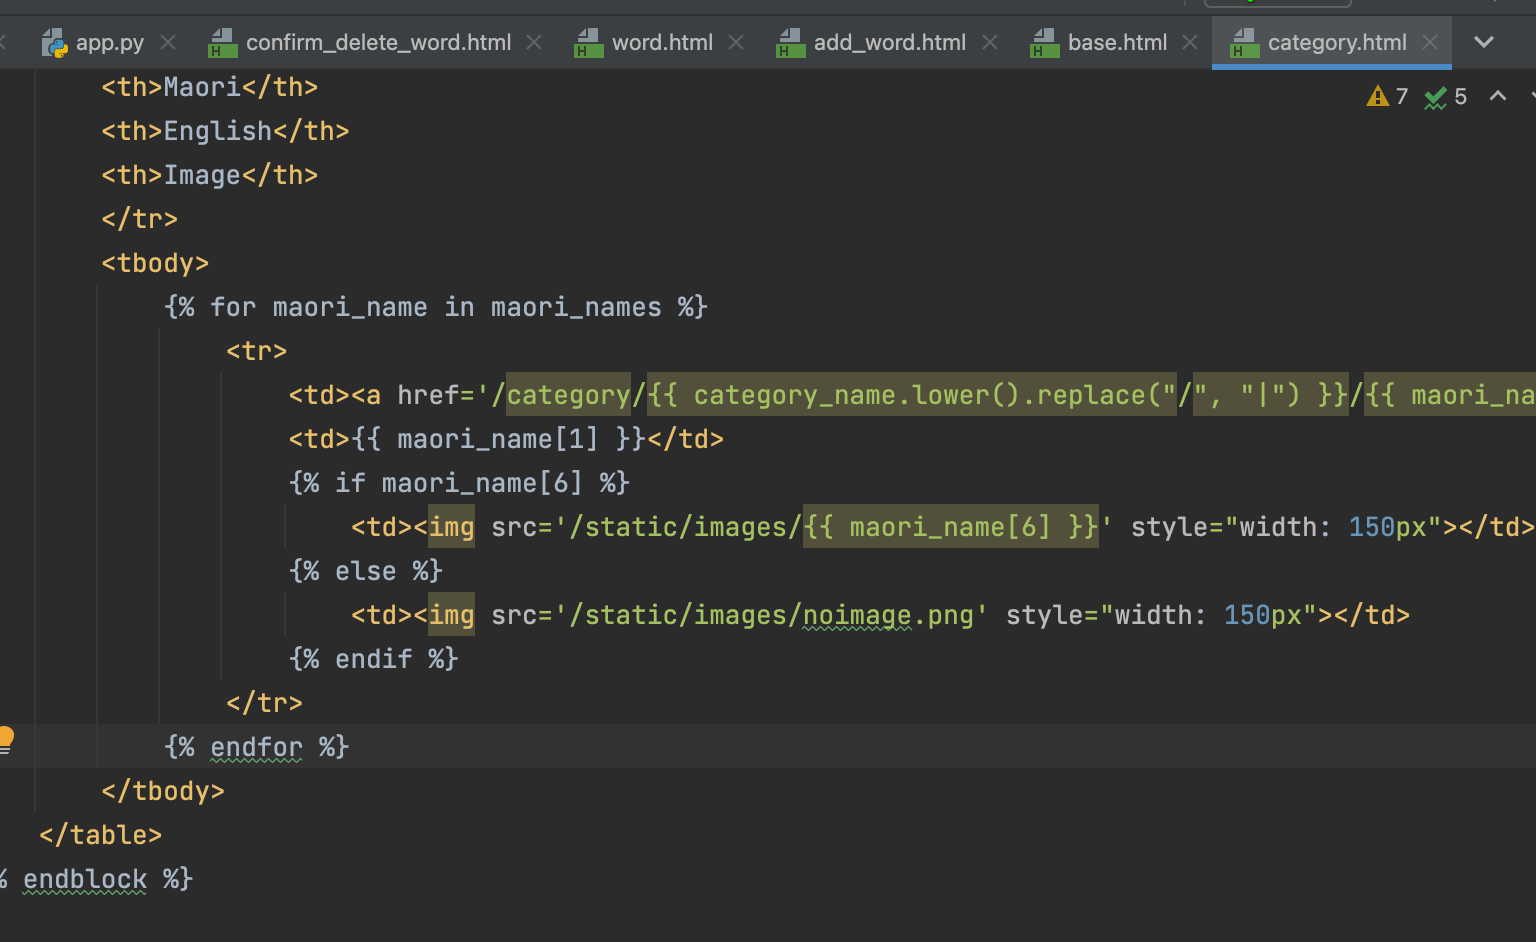 app.py confirm_delete_word.html word.html add_word.html base.html category.html
7 5
<th>Maori</th>
<th>English</th>
<th>Image</th>
</tr>
<tbody>
{% for maori_name in maori_names %}
<tr>
<td><a href='/category/{{ category_name.lower().replace("/", "|") }}/{{ maori_na
<td>{{ maori_name[1] }}</td>
{% if maori_name[6] %}
<td><img src='/static/images/{{ maori_name[6] }}' style="width: 150px"></td>
{% else %}
<td><img src='/static/images/noimage.png' style="width: 150px"></td>
{% endif %}
</tr>
{% endfor %}
</tbody>
</table>
% endblock %}